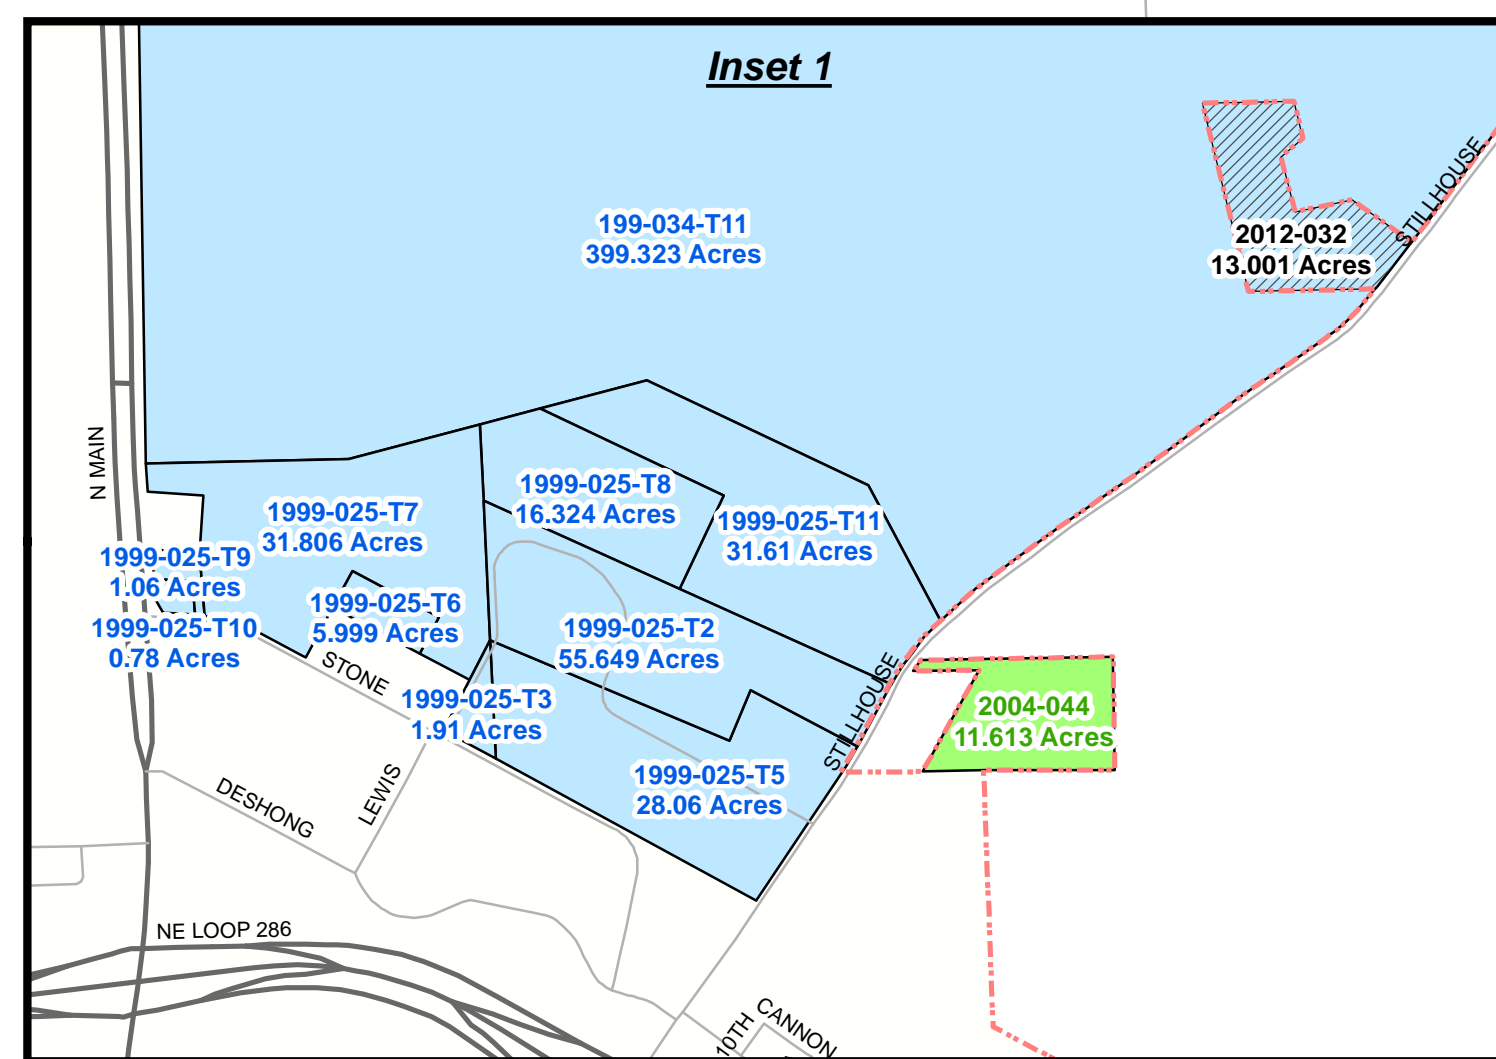 Inset 1
199-034-T11
399.323 Acres
2012-032
13.001 Acres
STILLHOUSE
N MAIN
1999-025-T8
16.324 Acres
1999-025-T7
31.806 Acres
1999-025-T11
31.61 Acres
1999-025-T9
1.06 Acres
1999-025-T6
5.999 Acres
1999-025-T10
0.78 Acres
1999-025-T2
55.649 Acres
STONE
STILLHOUSE
1999-025-T3
1.91 Acres
2004-044
11.613 Acres
1999-025-T5
28.06 Acres
DESHONG
LEWIS
NE LOOP 286
10TH
CANNON